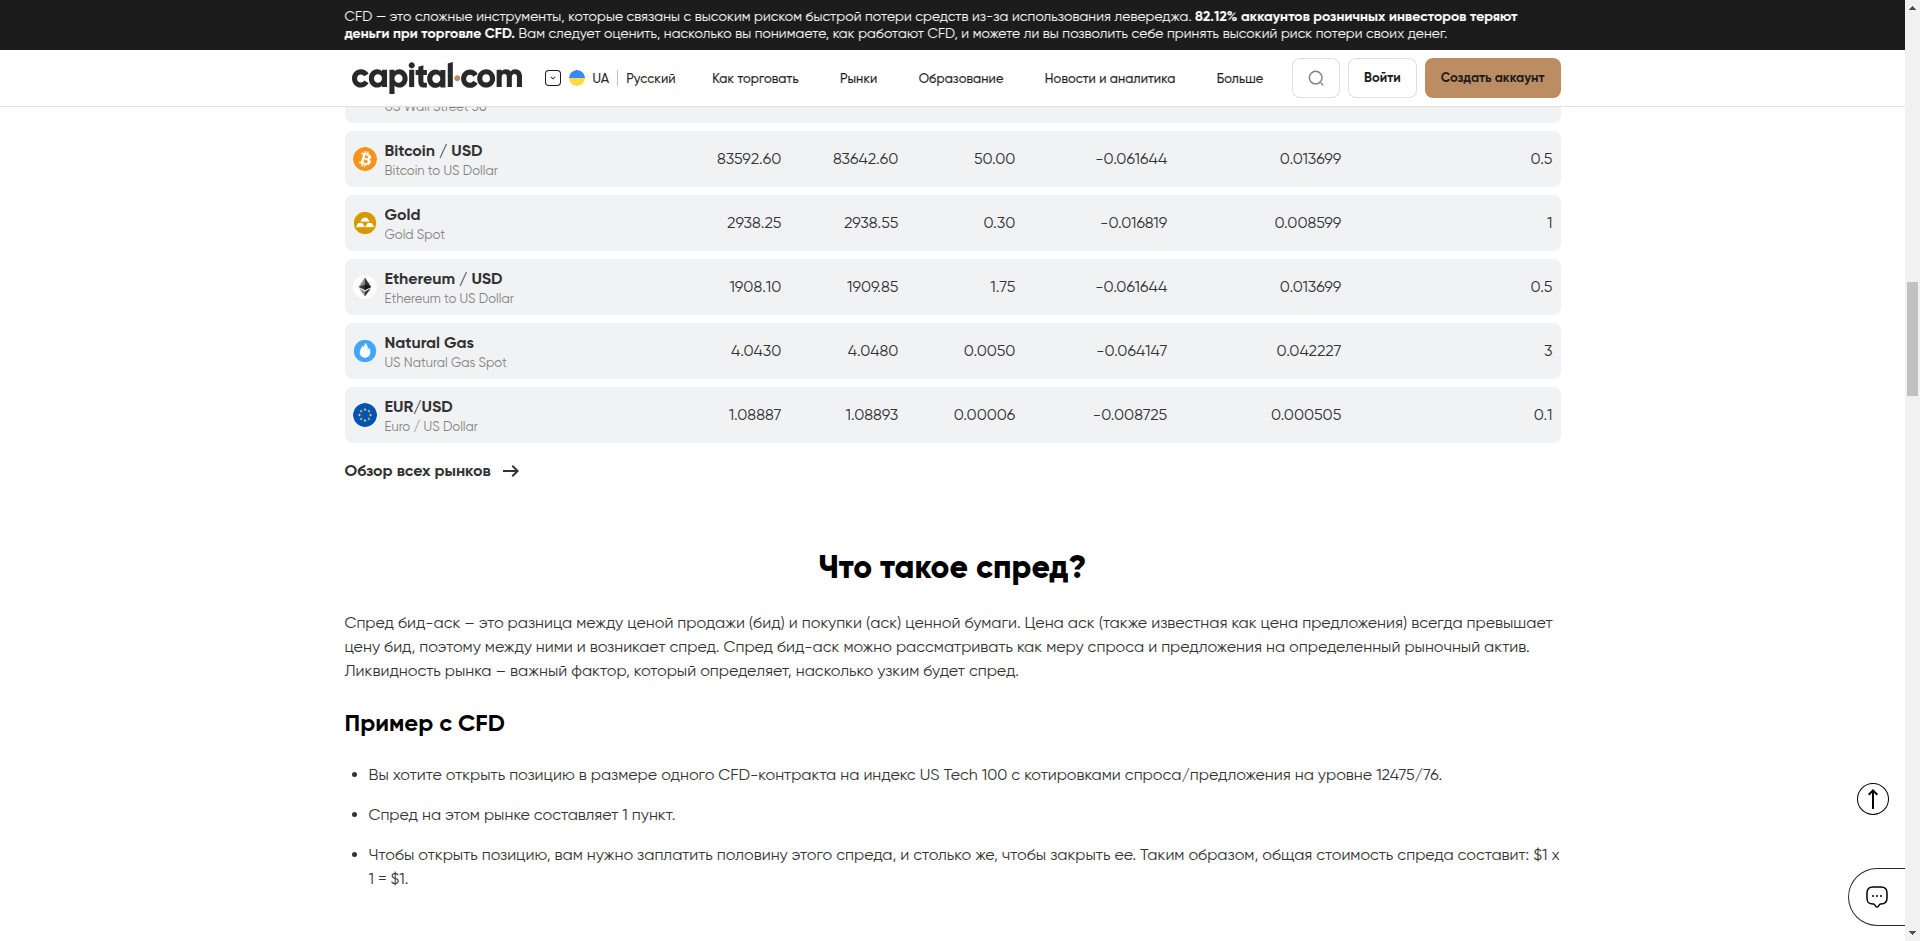 CFD — это сложные инструменты, которые связаны с высоким риском быстрой потери средств из-за использования левереджа. 82.12% аккаунтов розничных инвесторов теряют
деньги при торговле CFD. Вам следует оценить, насколько вы понимаете, как работают CFD, и можете ли вы позволить себе принять высокий риск потери своих денег.
capital.com UA Русский Как торговать Рынки Образование Новости и аналитика Больше Войти Создать аккаунт
US Wall Street 30
Bitcoin / USD 83592.60 83642.60 50.00 -0.061644 0.013699 0.5
Bitcoin to US Dollar
Gold 2938.25 2938.55 0.30 -0.016819 0.008599 1
Gold Spot
Ethereum / USD 1908.10 1909.85 1.75 -0.061644 0.013699 0.5
Ethereum to US Dollar
Natural Gas 4.0430 4.0480 0.0050 -0.064147 0.042227 3
US Natural Gas Spot
EUR/USD 1.08887 1.08893 0.00006 -0.008725 0.000505 0.1
Euro / US Dollar
Обзор всех рынков
Что такое спред?
Спред бид-аск – это разница между ценой продажи (бид) и покупки (аск) ценной бумаги. Цена аск (также известная как цена предложения) всегда превышает
цену бид, поэтому между ними и возникает спред. Спред бид-аск можно рассматривать как меру спроса и предложения на определенный рыночный актив.
Ликвидность рынка – важный фактор, который определяет, насколько узким будет спред.
Пример с CFD
• Вы хотите открыть позицию в размере одного CFD-контракта на индекс US Tech 100 с котировками спроса/предложения на уровне 12475/76.
• Спред на этом рынке составляет 1 пункт.
• Чтобы открыть позицию, вам нужно заплатить половину этого спреда, и столько же, чтобы закрыть ее. Таким образом, общая стоимость спреда составит: $1 x
1 = $1.